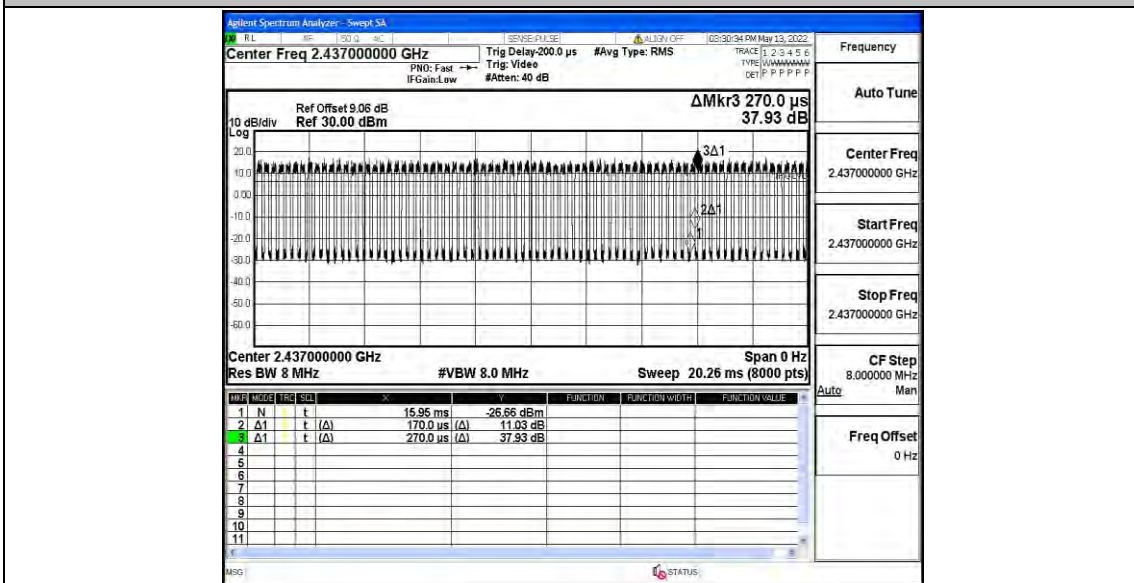 Agilent Spectrum Analyzer - Swept SA
RL RF 50 Ω AC SENSE:PULSE ALIGN OFF 03:30:34 PM May 13, 2022
Center Freq 2.437000000 GHz
PNO: Fast
IFGain:Low
Trig Delay-200.0 µs
Trig: Video
#Atten: 40 dB
#Avg Type: RMS
TRACE 1 2 3 4 5 6
TYPE WWWWWW
DET P P P P P P
ΔMkr3 270.0 µs
37.93 dB
Ref Offset 9.06 dB
10 dB/div Ref 30.00 dBm
Log
20.0
10.0
0.00
-10.0
-20.0
-30.0
-40.0
-50.0
-60.0
3Δ1
2Δ1
1
Center 2.437000000 GHz Span 0 Hz
Res BW 8 MHz #VBW 8.0 MHz Sweep 20.26 ms (8000 pts)
MKR MODE TRC SCL X Y FUNCTION FUNCTION WIDTH FUNCTION VALUE
1 N t 15.95 ms -26.66 dBm
2 Δ1 t (Δ) 170.0 µs (Δ) 11.03 dB
3 Δ1 t (Δ) 270.0 µs (Δ) 37.93 dB
4
5
6
7
8
9
10
11
MSG STATUS
Frequency
Auto Tune
Center Freq
2.437000000 GHz
Start Freq
2.437000000 GHz
Stop Freq
2.437000000 GHz
CF Step
8.000000 MHz
Auto Man
Freq Offset
0 Hz